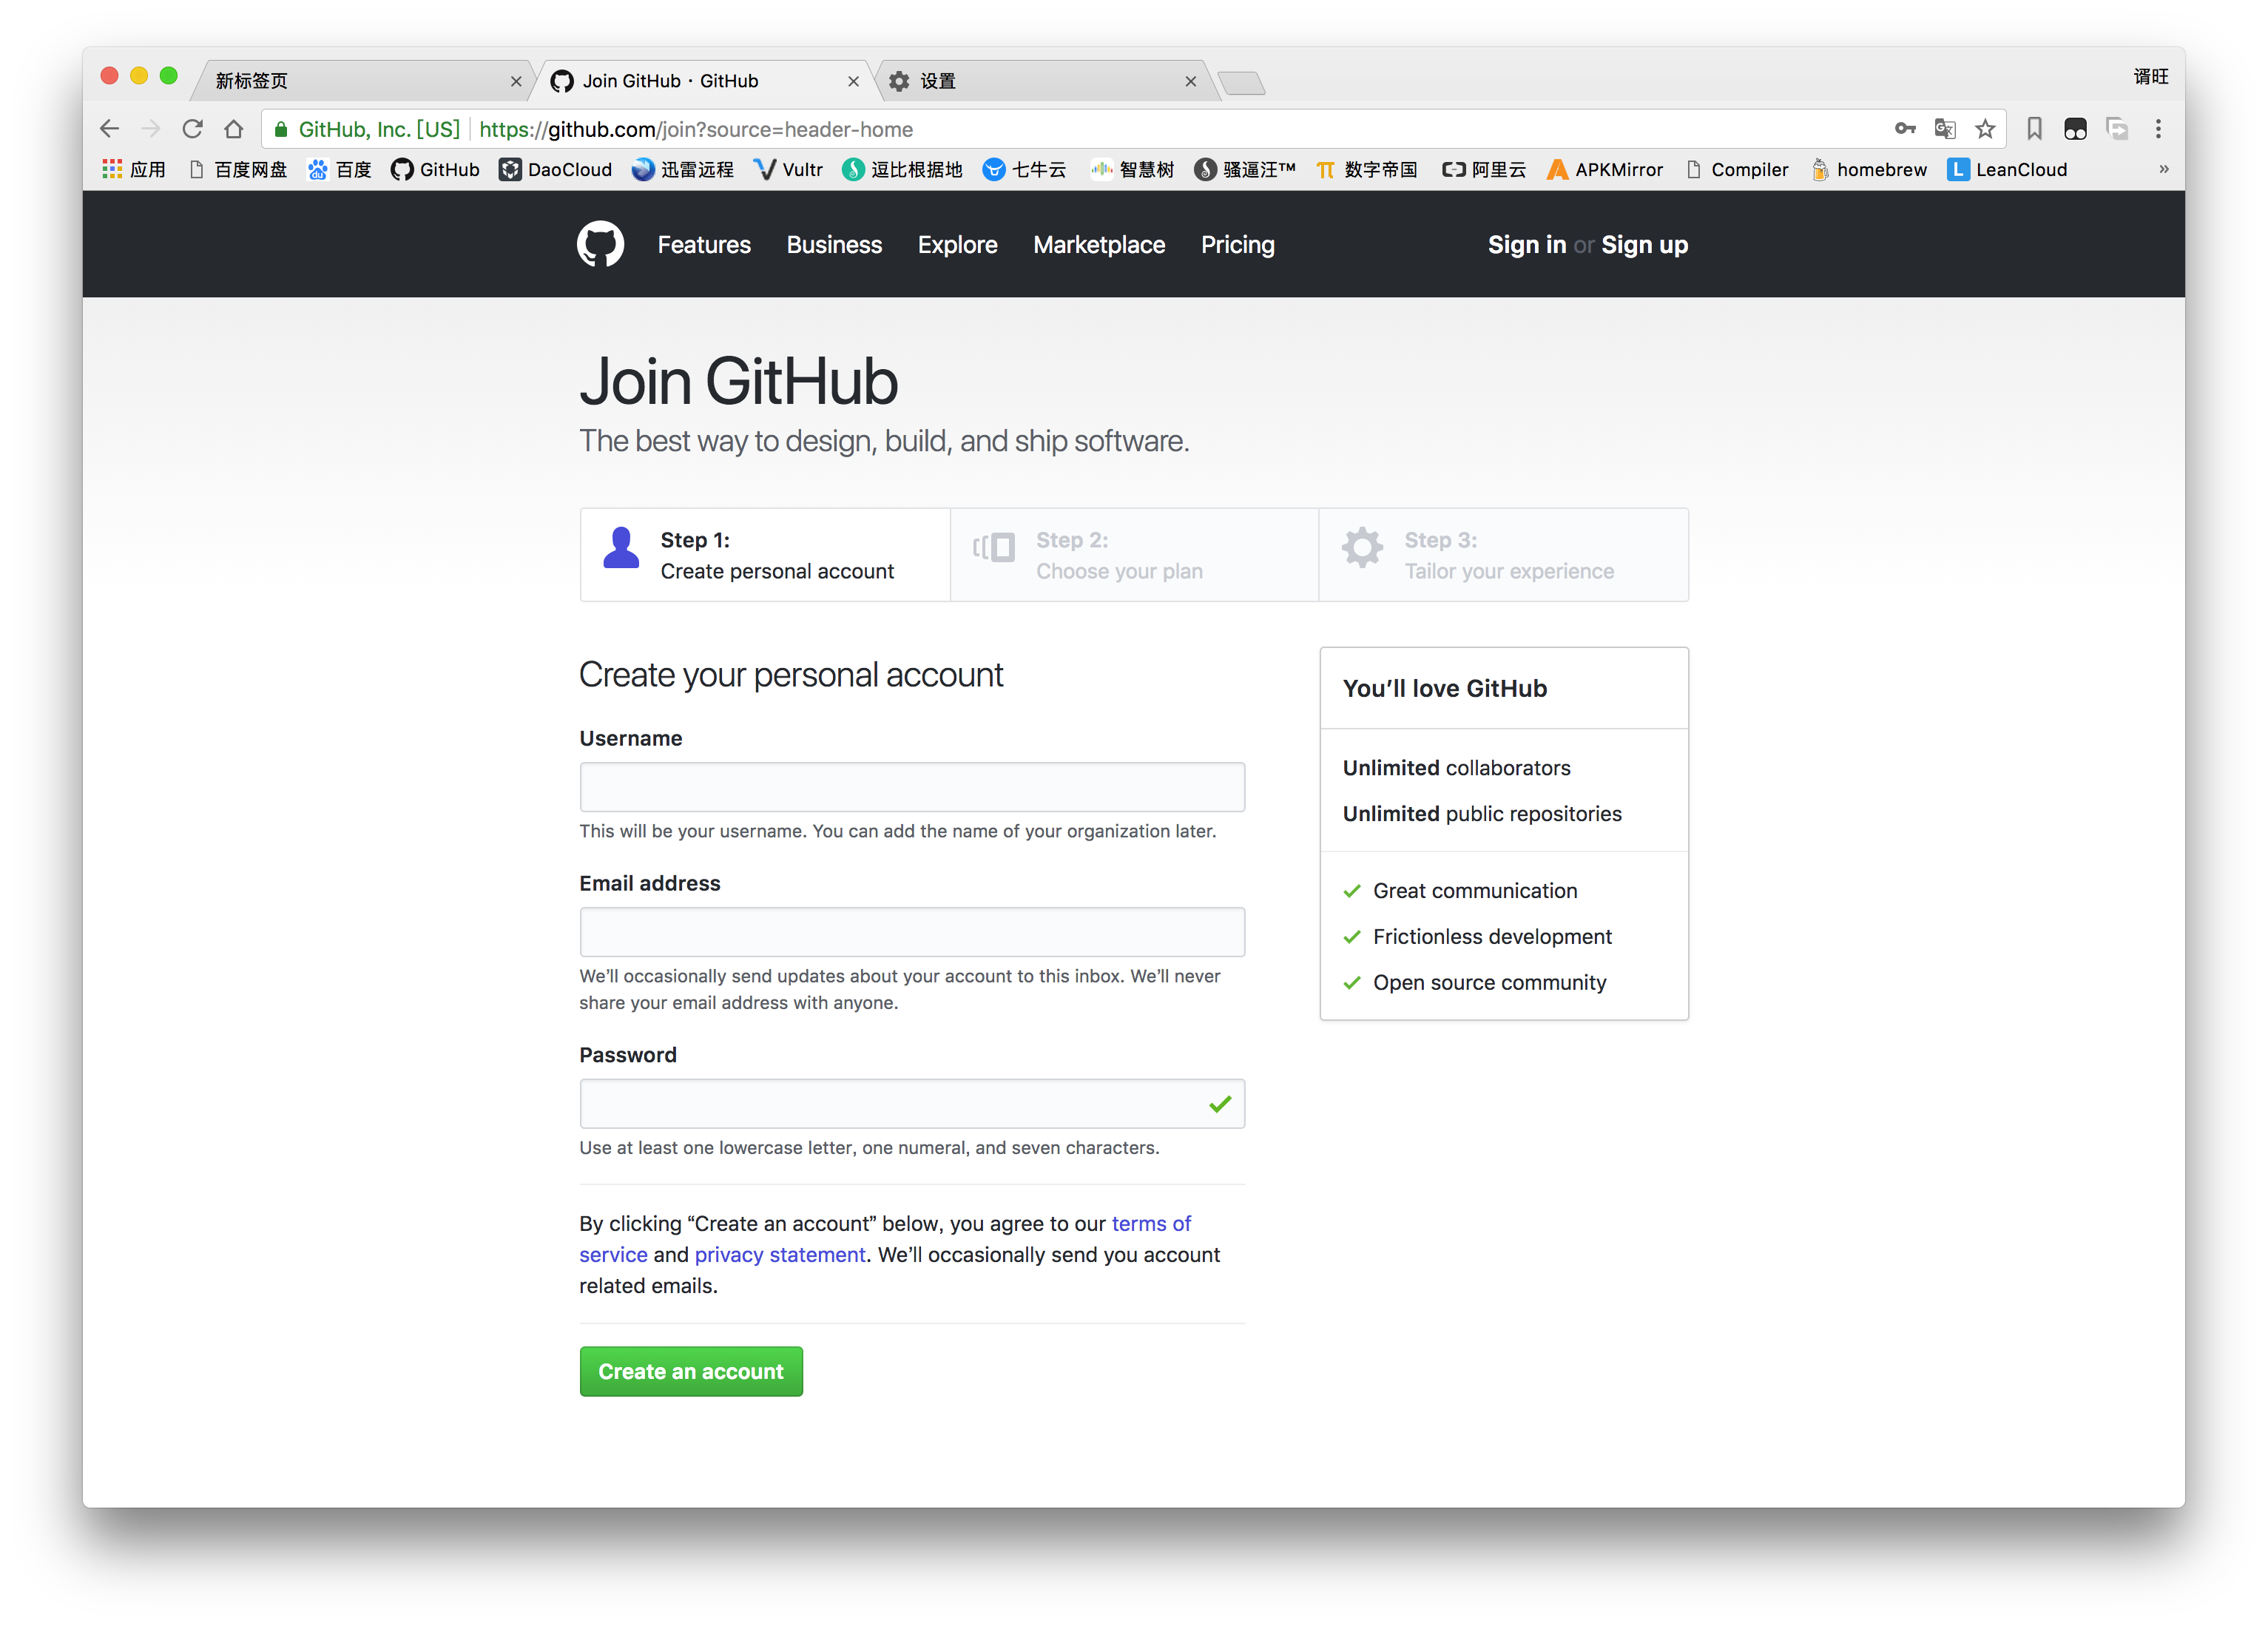 新标签页
Join GitHub · GitHub
设置
谞旺
GitHub, Inc. [US] https://github.com/join?source=header-home
应用 百度网盘 百度 GitHub DaoCloud 迅雷远程 Vultr 逗比根据地 七牛云 智慧树 骚逼汪™ 数字帝国 阿里云 APKMirror Compiler homebrew LeanCloud »
Features Business Explore Marketplace Pricing Sign in or Sign up
Join GitHub
The best way to design, build, and ship software.
Step 1:
Create personal account
Step 2:
Choose your plan
Step 3:
Tailor your experience
Create your personal account
Username
This will be your username. You can add the name of your organization later.
Email address
We’ll occasionally send updates about your account to this inbox. We’ll never
share your email address with anyone.
Password
Use at least one lowercase letter, one numeral, and seven characters.
By clicking “Create an account” below, you agree to our terms of
service and privacy statement. We’ll occasionally send you account
related emails.
Create an account
You’ll love GitHub
Unlimited collaborators
Unlimited public repositories
Great communication
Frictionless development
Open source community